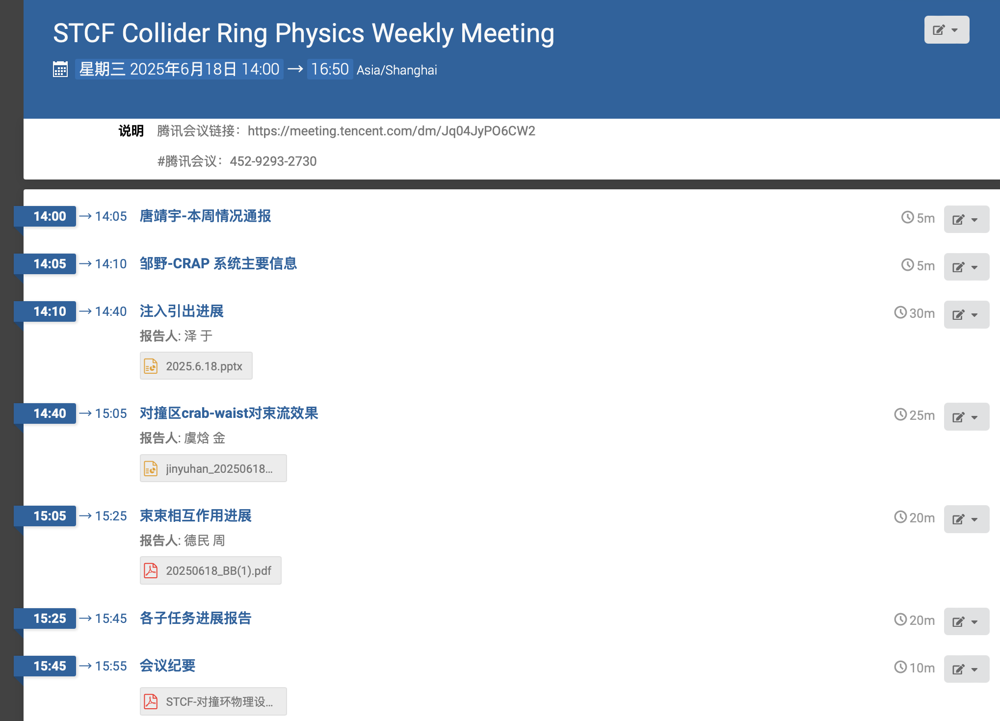 STCF Collider Ring Physics Weekly Meeting
星期三 2025年6月18日 14:00 → 16:50 Asia/Shanghai
说明 腾讯会议链接：https://meeting.tencent.com/dm/Jq04JyPO6CW2
#腾讯会议：452-9293-2730
14:00 → 14:05 唐靖宇-本周情况通报 5m
14:05 → 14:10 邹野-CRAP 系统主要信息 5m
14:10 → 14:40 注入引出进展 30m
报告人: 泽 于
2025.6.18.pptx
14:40 → 15:05 对撞区crab-waist对束流效果 25m
报告人: 虞焓 金
jinyuhan_20250618...
15:05 → 15:25 束束相互作用进展 20m
报告人: 德民 周
20250618_BB(1).pdf
15:25 → 15:45 各子任务进展报告 20m
15:45 → 15:55 会议纪要 10m
STCF-对撞环物理设...